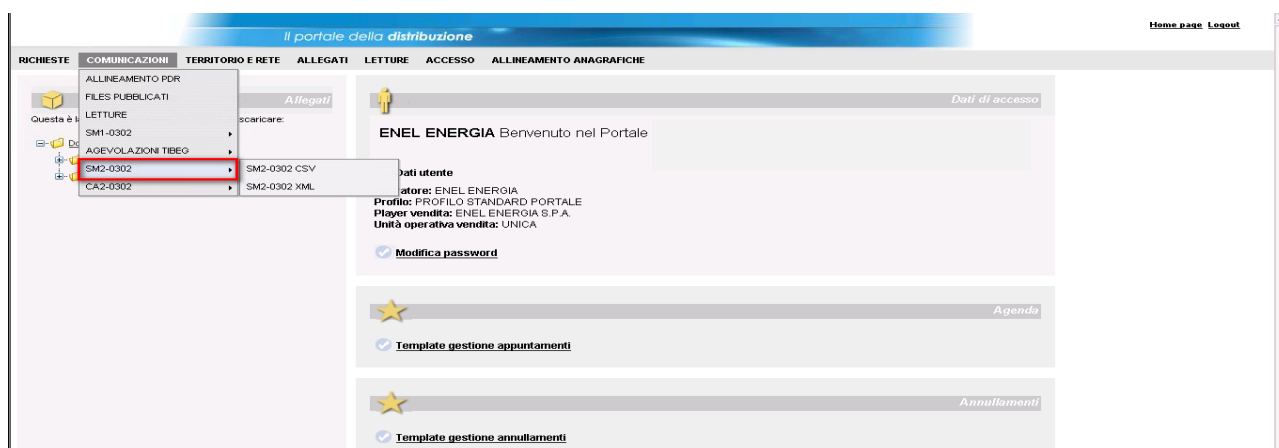 Home page Logout
Il portale della distribuzione
RICHIESTE COMUNICAZIONI TERRITORIO E RETE ALLEGATI LETTURE ACCESSO ALLINEAMENTO ANAGRAFICHE
ALLINEAMENTO PDR
FILES PUBBLICATI
LETTURE
SM1-0302
AGEVOLAZIONI TIBEG
SM2-0302
CA2-0302
SM2-0302 CSV
SM2-0302 XML
Allegati
Questa è l
scaricare:
Do
Dati di accesso
ENEL ENERGIA Benvenuto nel Portale
Dati utente
atore: ENEL ENERGIA
Profilo: PROFILO STANDARD PORTALE
Player vendita: ENEL ENERGIA S.P.A.
Unità operativa vendita: UNICA
Modifica password
Agenda
Template gestione appuntamenti
Annullamenti
Template gestione annullamenti